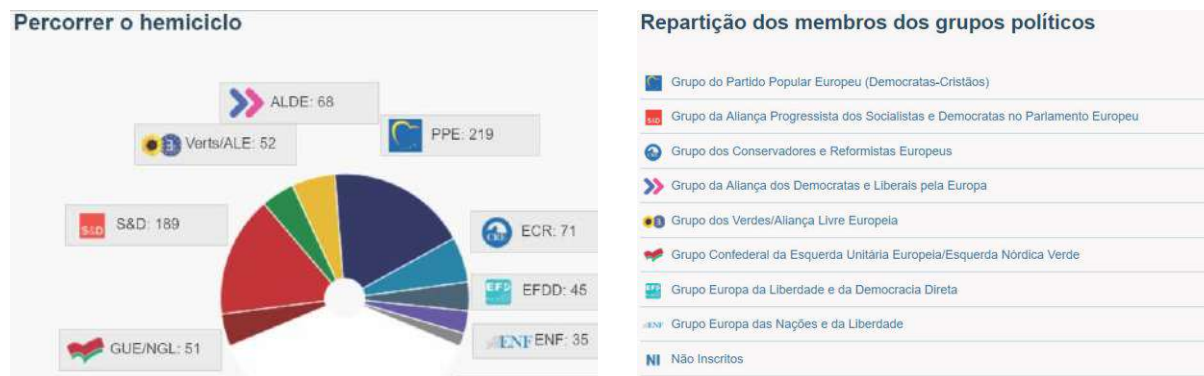 Percorrer o hemiciclo
ALDE: 68
PPE: 219
Verts/ALE: 52
S&D
S&D: 189
ECR: 71
EFD
EFDD: 45
ENF
ENF: 35
GUE/NGL: 51
Repartição dos membros dos grupos políticos
Grupo do Partido Popular Europeu (Democratas-Cristãos)
S&D Grupo da Aliança Progressista dos Socialistas e Democratas no Parlamento Europeu
Grupo dos Conservadores e Reformistas Europeus
Grupo da Aliança dos Democratas e Liberais pela Europa
Grupo dos Verdes/Aliança Livre Europeia
Grupo Confederal da Esquerda Unitária Europeia/Esquerda Nórdica Verde
EFD Grupo Europa da Liberdade e da Democracia Direta
ENF Grupo Europa das Nações e da Liberdade
NI Não Inscritos